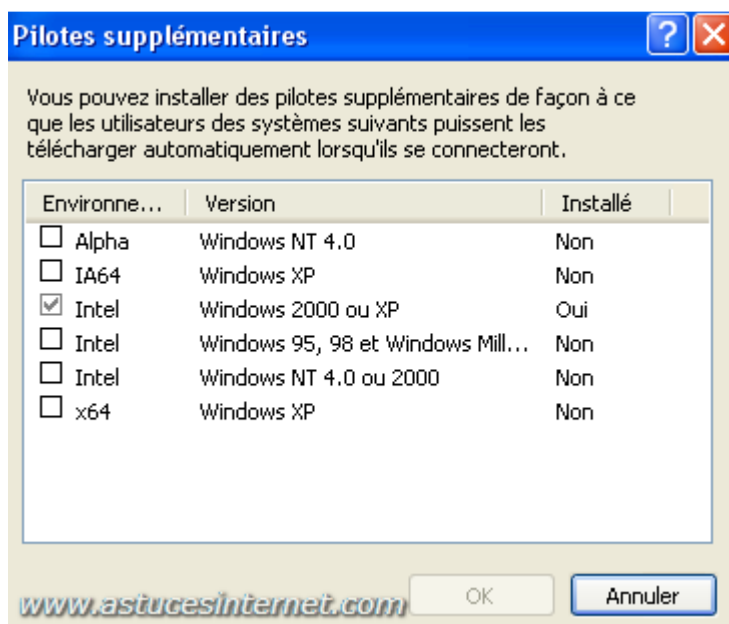 Pilotes supplémentaires
Vous pouvez installer des pilotes supplémentaires de façon à ce
que les utilisateurs des systèmes suivants puissent les
télécharger automatiquement lorsqu'ils se connecteront.
Environne... Version Installé
Alpha Windows NT 4.0 Non
IA64 Windows XP Non
Intel Windows 2000 ou XP Oui
Intel Windows 95, 98 et Windows Mill... Non
Intel Windows NT 4.0 ou 2000 Non
x64 Windows XP Non
www.astucesinternet.com OK Annuler